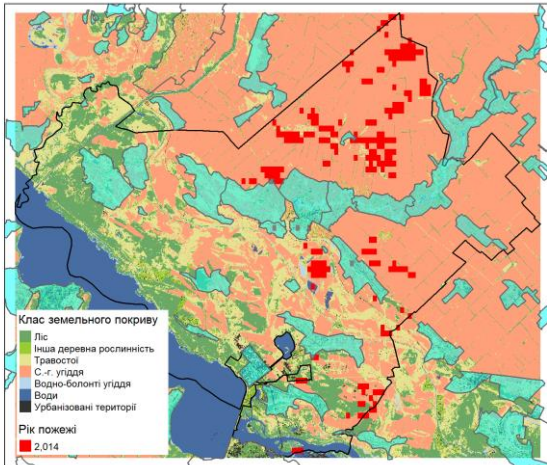 Клас земельного покриву
Ліс
Інша деревна рослинність
Травостої
С.-г. угіддя
Водно-болонті угіддя
Води
Урбанізовані території
Рік пожежі
2,014